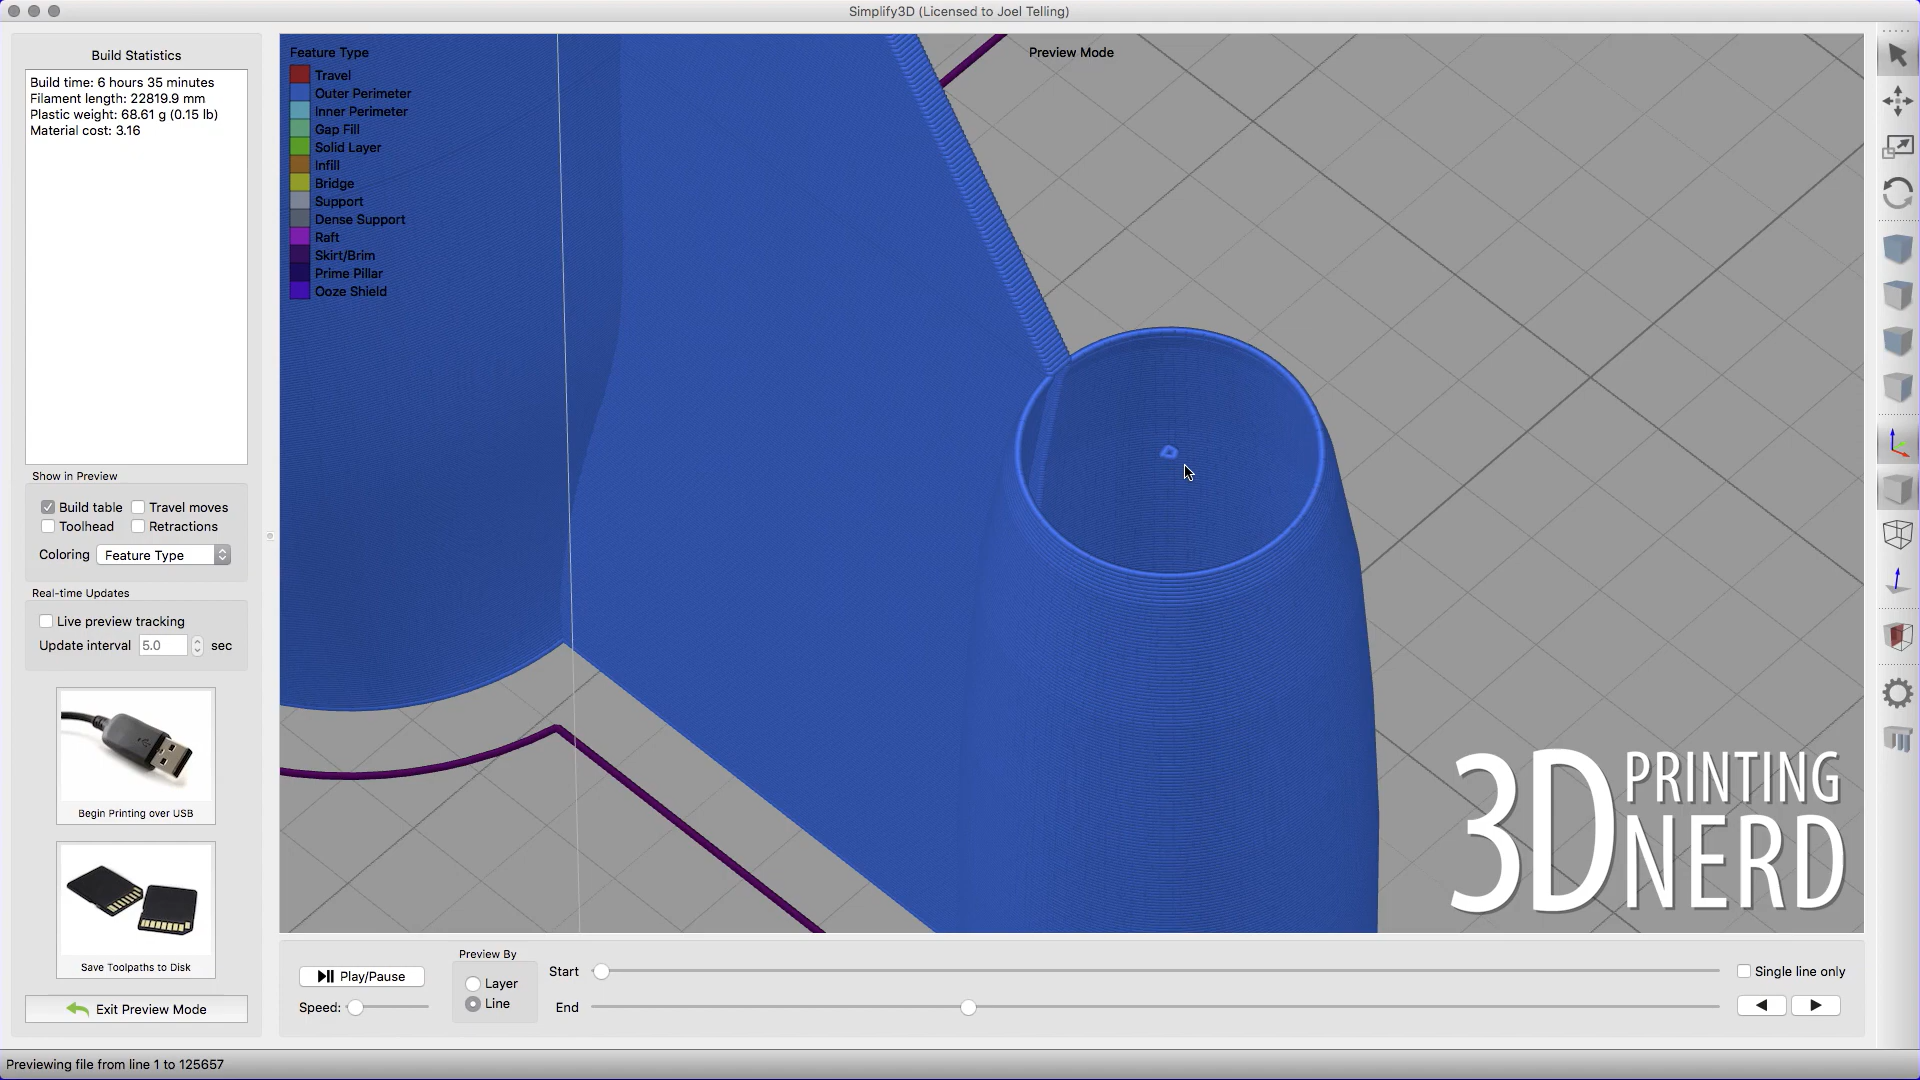 Simplify3D (Licensed to Joel Telling)
Build Statistics
Build time: 6 hours 35 minutes
Filament length: 22819.9 mm
Plastic weight: 68.61 g (0.15 lb)
Material cost: 3.16
Show in Preview
Build table
Travel moves
Toolhead
Retractions
Coloring
Feature Type
Real-time Updates
Live preview tracking
Update interval 5.0 sec
Begin Printing over USB
Save Toolpaths to Disk
Exit Preview Mode
Feature Type
Travel
Outer Perimeter
Inner Perimeter
Gap Fill
Solid Layer
Infill
Bridge
Support
Dense Support
Raft
Skirt/Brim
Prime Pillar
Ooze Shield
Preview Mode
3D PRINTING
NERD
Play/Pause
Speed:
Preview By
Layer
Line
Start
End
Single line only
Previewing file from line 1 to 125657